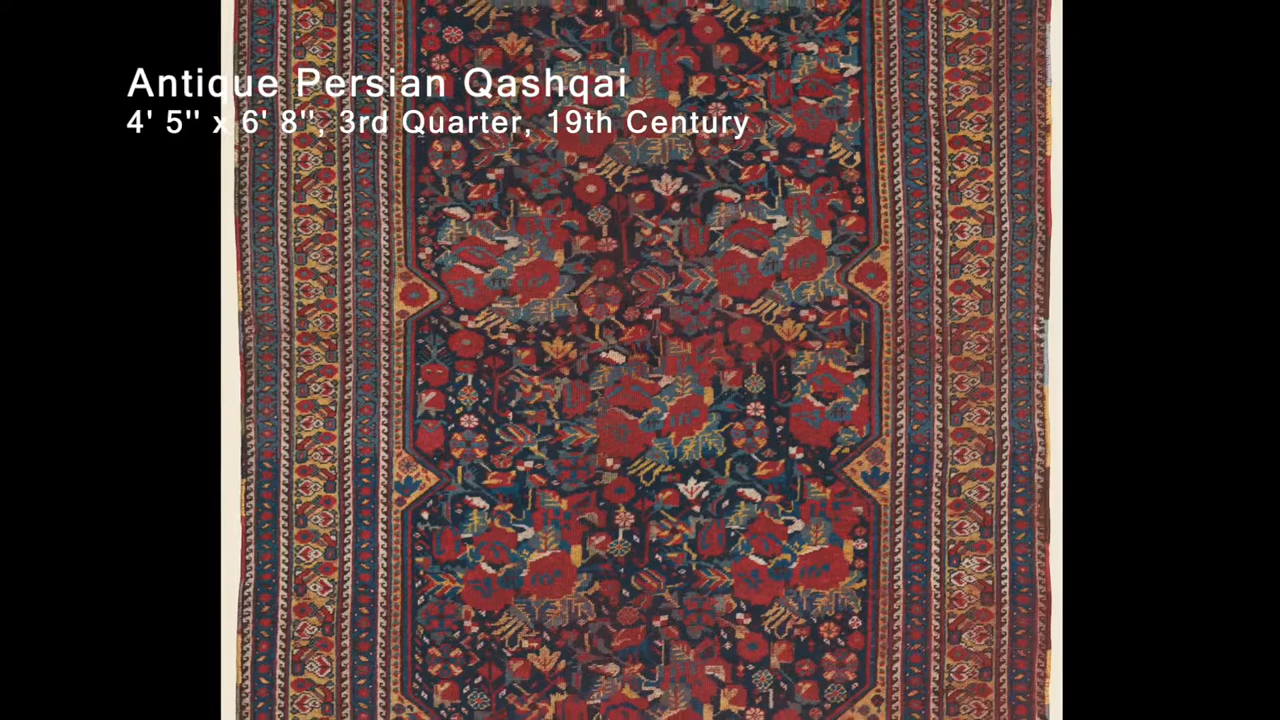 Antique Persian Qashqai
4' 5'' x 6' 8'', 3rd Quarter, 19th Century